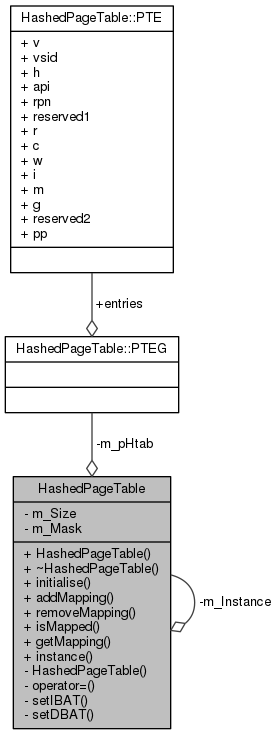 HashedPageTable::PTE
+ v
+ vsid
+ h
+ api
+ rpn
+ reserved1
+ r
+ c
+ w
+ i
+ m
+ g
+ reserved2
+ pp
+entries
HashedPageTable::PTEG
-m_pHtab
HashedPageTable
- m_Size
- m_Mask
+ HashedPageTable()
+ ~HashedPageTable()
+ initialise()
+ addMapping()
+ removeMapping()
+ isMapped()
+ getMapping()
+ instance()
- HashedPageTable()
- operator=()
- setIBAT()
- setDBAT()
-m_Instance